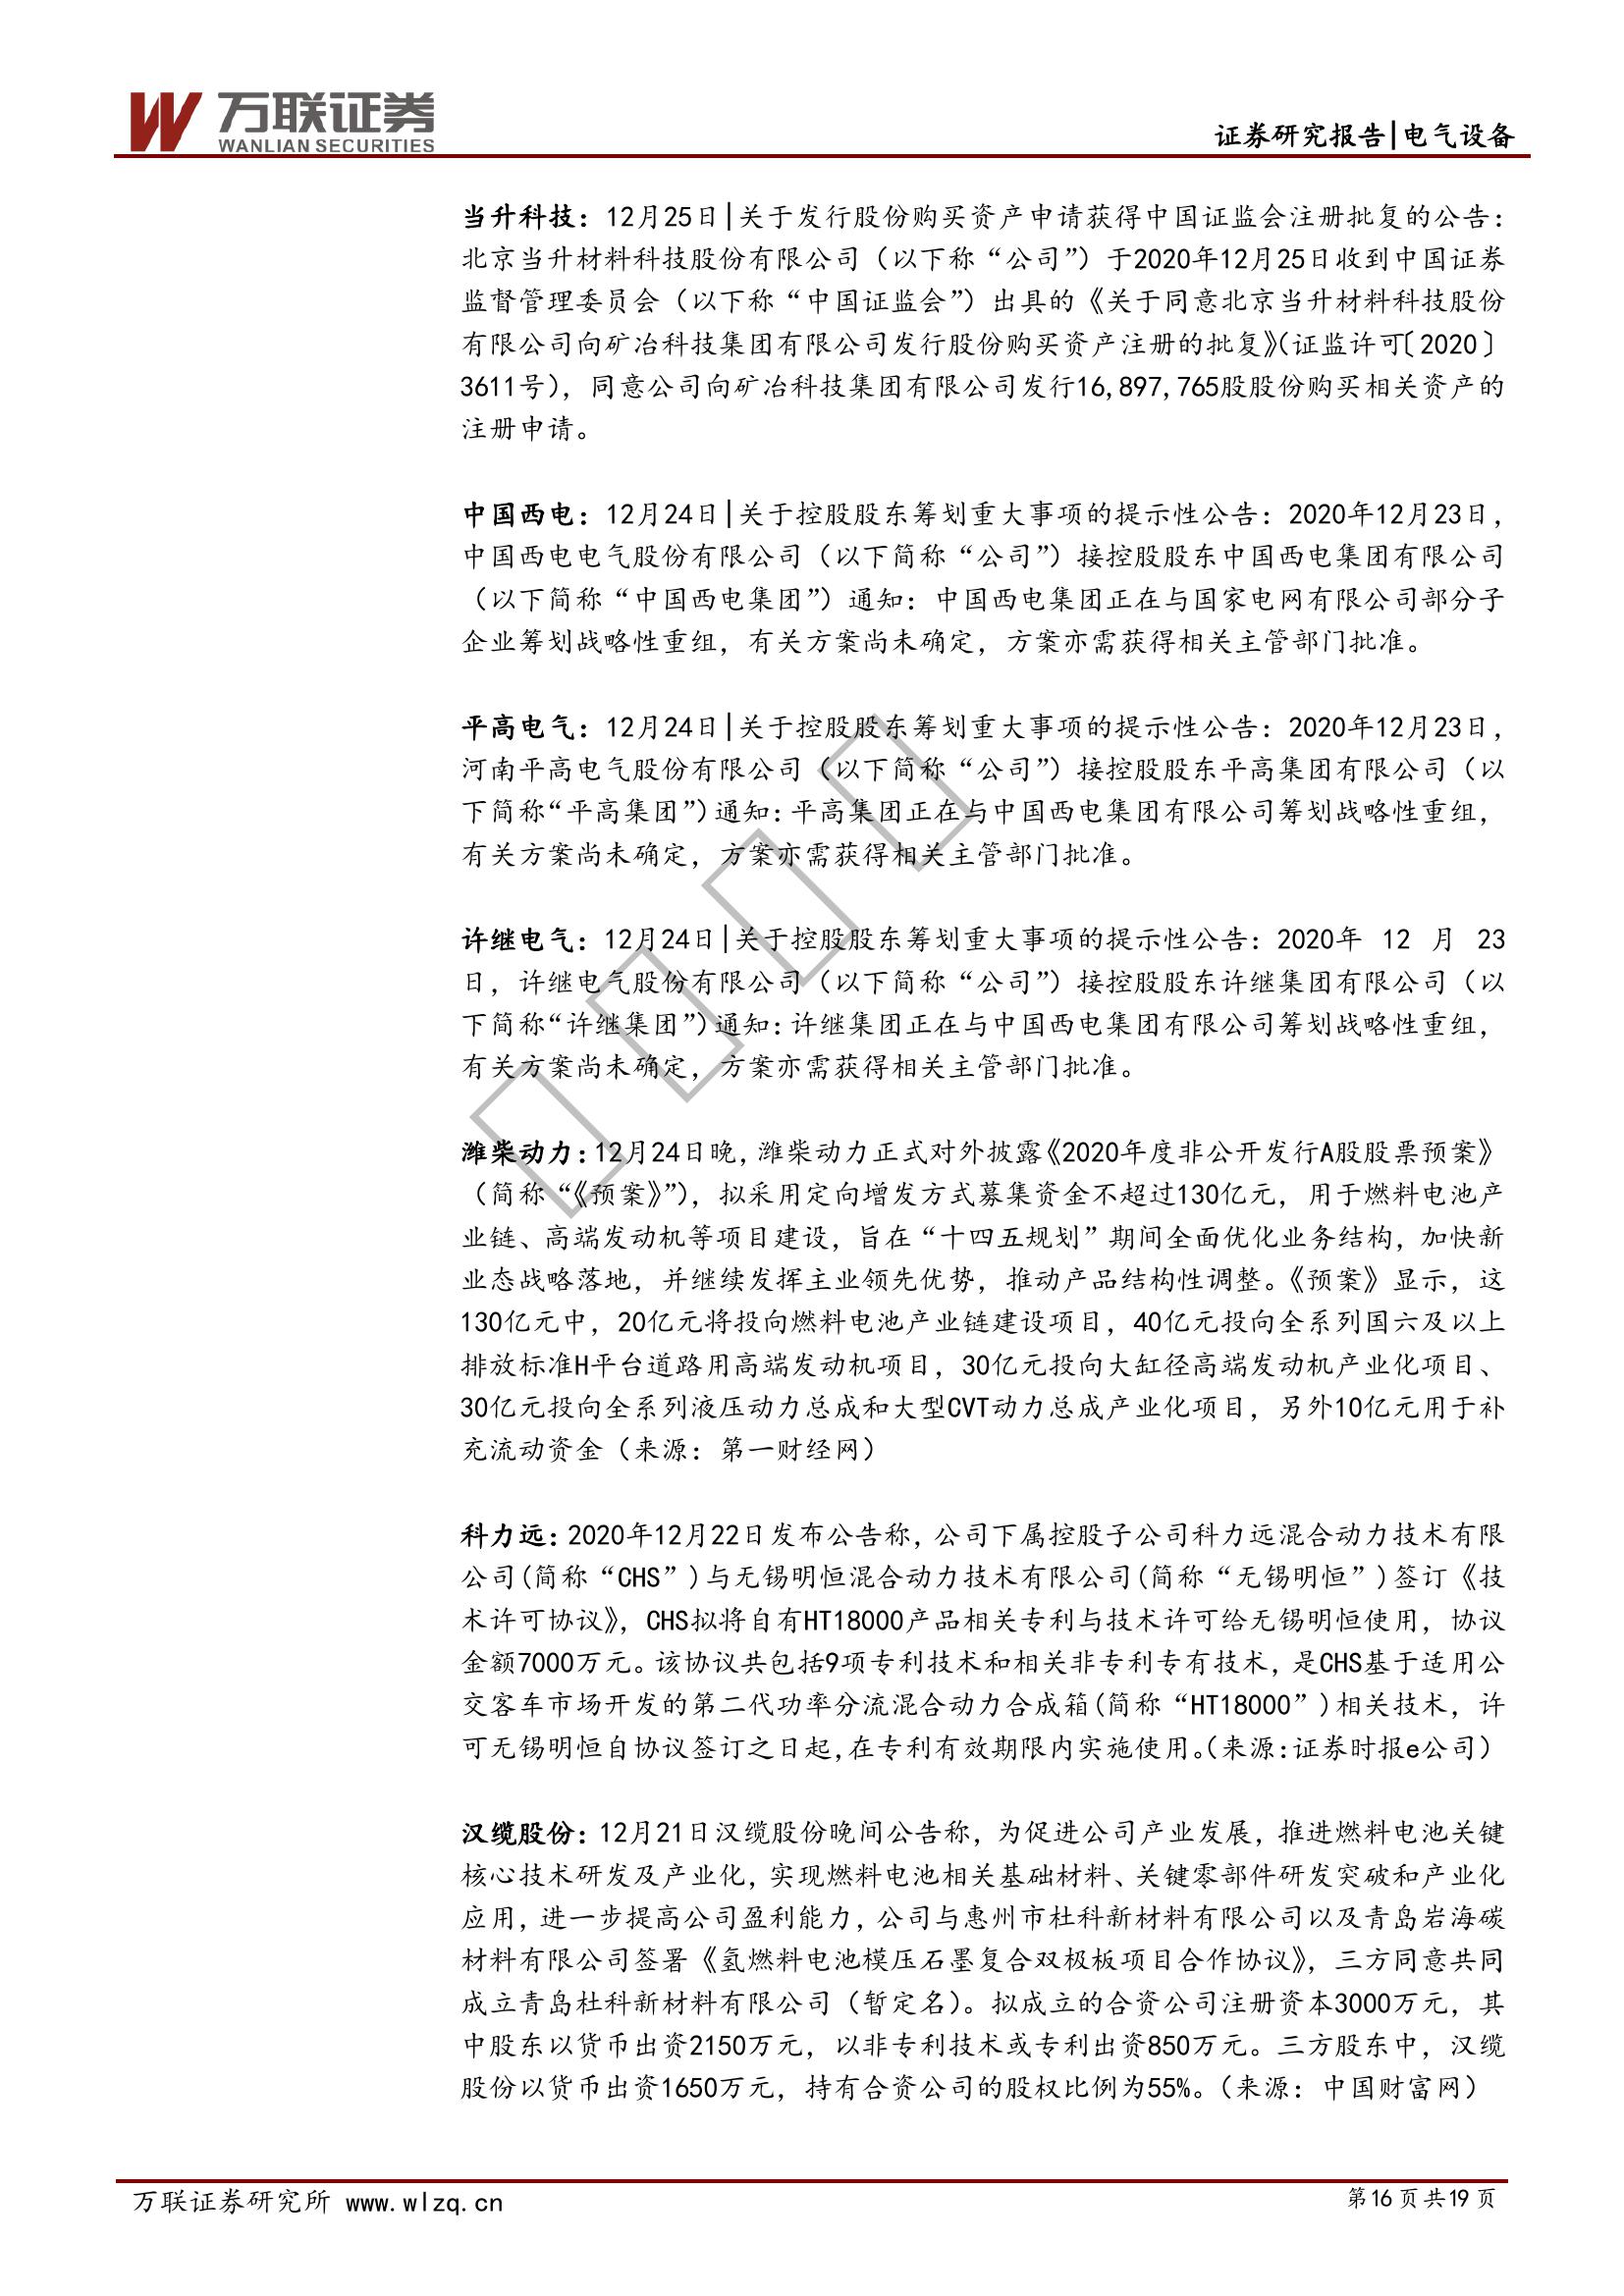 万联证券
WANLIAN SECURITIES
证券研究报告|电气设备
当升科技：12月25日|关于发行股份购买资产申请获得中国证监会注册批复的公告：
北京当升材料科技股份有限公司（以下称“公司”）于2020年12月25日收到中国证券
监督管理委员会（以下称“中国证监会”）出具的《关于同意北京当升材料科技股份
有限公司向矿冶科技集团有限公司发行股份购买资产注册的批复》（证监许可〔2020〕
3611号），同意公司向矿冶科技集团有限公司发行16,897,765股股份购买相关资产的
注册申请。
中国西电：12月24日|关于控股股东筹划重大事项的提示性公告：2020年12月23日，
中国西电电气股份有限公司（以下简称“公司”）接控股股东中国西电集团有限公司
（以下简称“中国西电集团”）通知：中国西电集团正在与国家电网有限公司部分子
企业筹划战略性重组，有关方案尚未确定，方案亦需获得相关主管部门批准。
平高电气：12月24日|关于控股股东筹划重大事项的提示性公告：2020年12月23日，
河南平高电气股份有限公司（以下简称“公司”）接控股股东平高集团有限公司（以
下简称“平高集团”）通知：平高集团正在与中国西电集团有限公司筹划战略性重组，
有关方案尚未确定，方案亦需获得相关主管部门批准。
许继电气：12月24日|关于控股股东筹划重大事项的提示性公告：2020年 12 月 23
日，许继电气股份有限公司（以下简称“公司”）接控股股东许继集团有限公司（以
下简称“许继集团”）通知：许继集团正在与中国西电集团有限公司筹划战略性重组，
有关方案尚未确定，方案亦需获得相关主管部门批准。
潍柴动力：12月24日晚，潍柴动力正式对外披露《2020年度非公开发行A股股票预案》
（简称“《预案》”），拟采用定向增发方式募集资金不超过130亿元，用于燃料电池产
业链、高端发动机等项目建设，旨在“十四五规划”期间全面优化业务结构，加快新
业态战略落地，并继续发挥主业领先优势，推动产品结构性调整。《预案》显示，这
130亿元中，20亿元将投向燃料电池产业链建设项目，40亿元投向全系列国六及以上
排放标准H平台道路用高端发动机项目，30亿元投向大缸径高端发动机产业化项目、
30亿元投向全系列液压动力总成和大型CVT动力总成产业化项目，另外10亿元用于补
充流动资金（来源：第一财经网）
科力远：2020年12月22日发布公告称，公司下属控股子公司科力远混合动力技术有限
公司(简称“CHS”)与无锡明恒混合动力技术有限公司(简称“无锡明恒”)签订《技
术许可协议》，CHS拟将自有HT18000产品相关专利与技术许可给无锡明恒使用，协议
金额7000万元。该协议共包括9项专利技术和相关非专利专有技术，是CHS基于适用公
交客车市场开发的第二代功率分流混合动力合成箱(简称“HT18000”)相关技术，许
可无锡明恒自协议签订之日起,在专利有效期限内实施使用。（来源:证券时报e公司）
汉缆股份：12月21日汉缆股份晚间公告称，为促进公司产业发展，推进燃料电池关键
核心技术研发及产业化，实现燃料电池相关基础材料、关键零部件研发突破和产业化
应用，进一步提高公司盈利能力，公司与惠州市杜科新材料有限公司以及青岛岩海碳
材料有限公司签署《氢燃料电池模压石墨复合双极板项目合作协议》，三方同意共同
成立青岛杜科新材料有限公司（暂定名）。拟成立的合资公司注册资本3000万元，其
中股东以货币出资2150万元，以非专利技术或专利出资850万元。三方股东中，汉缆
股份以货币出资1650万元，持有合资公司的股权比例为55%。（来源：中国财富网）
万联证券研究所 www.wlzq.cn
第16页共19页